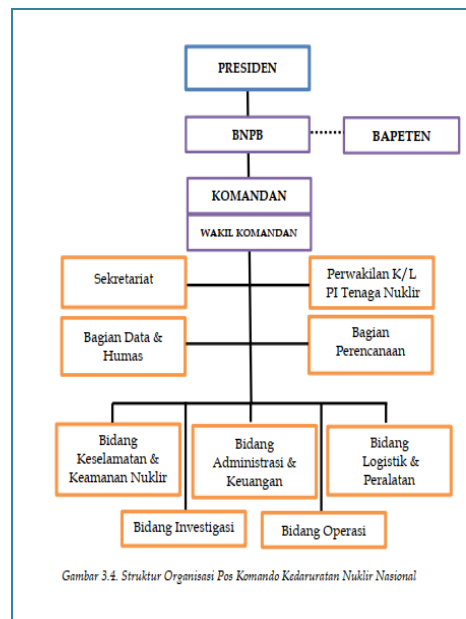 PRESIDEN
BNPB
BAPETEN
KOMANDAN
WAKIL KOMANDAN
Sekretariat
Perwakilan K/L
PI Tenaga Nuklir
Bagian Data &
Humas
Bagian
Perencanaan
Bidang
Keselamatan &
Keamanan Nuklir
Bidang
Administrasi &
Keuangan
Bidang
Logistik &
Peralatan
Bidang Investigasi
Bidang Operasi
Gambar 3.4. Struktur Organisasi Pos Komando Kedaruratan Nuklir Nasional